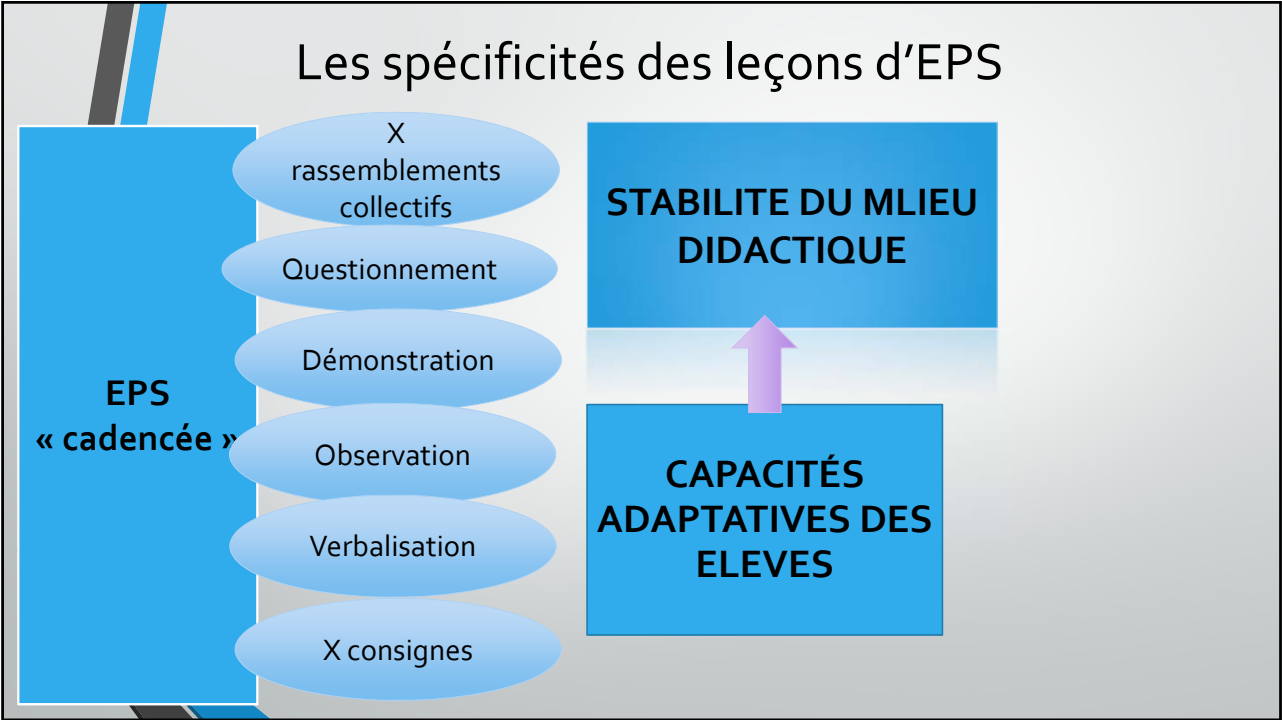 Les spécificités des leçons d'EPS
EPS
« cadencée »
X
rassemblements
collectifs
Questionnement
Démonstration
Observation
Verbalisation
X consignes
STABILITE DU MLIEU
DIDACTIQUE
CAPACITÉS
ADAPTATIVES DES
ELEVES